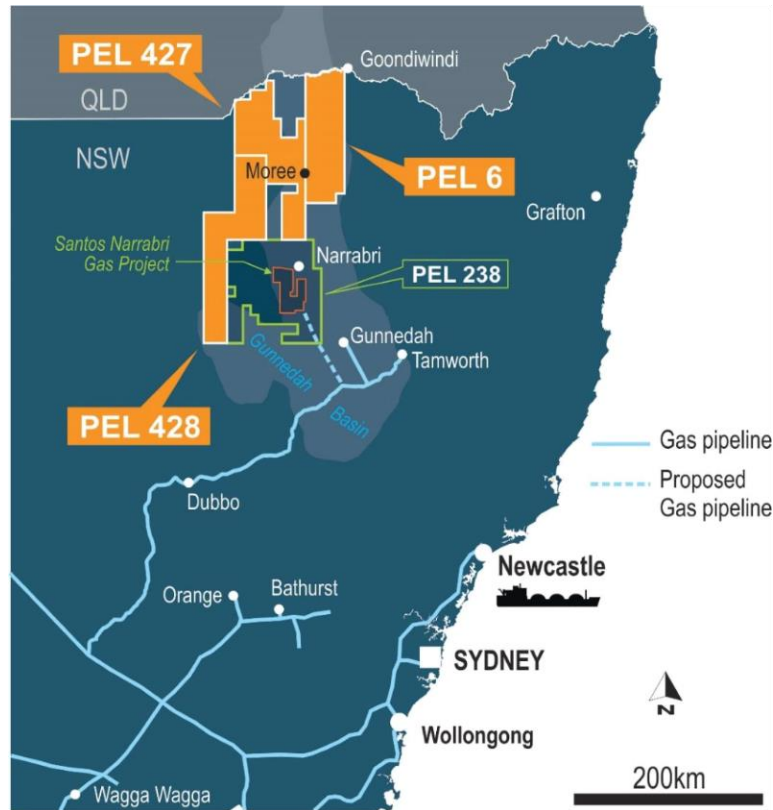 PEL 427
Goondiwindi
QLD
NSW
Moree
PEL 6
Grafton
Santos Narrabri
Gas Project
Narrabri
PEL 238
Gunnedah
Tamworth
Gunnedah
Basin
PEL 428
Gas pipeline
Proposed
Gas pipeline
Dubbo
Newcastle
Orange
Bathurst
SYDNEY
N
Wollongong
200km
Wagga Wagga